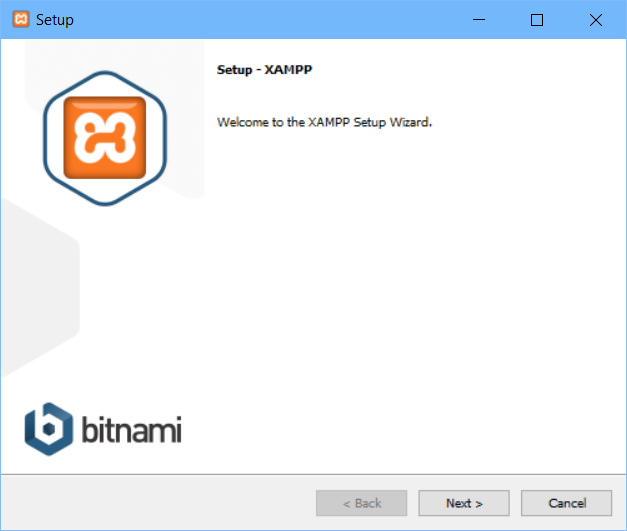 Setup
Setup - XAMPP
Welcome to the XAMPP Setup Wizard.
bitnami
< Back
Next >
Cancel